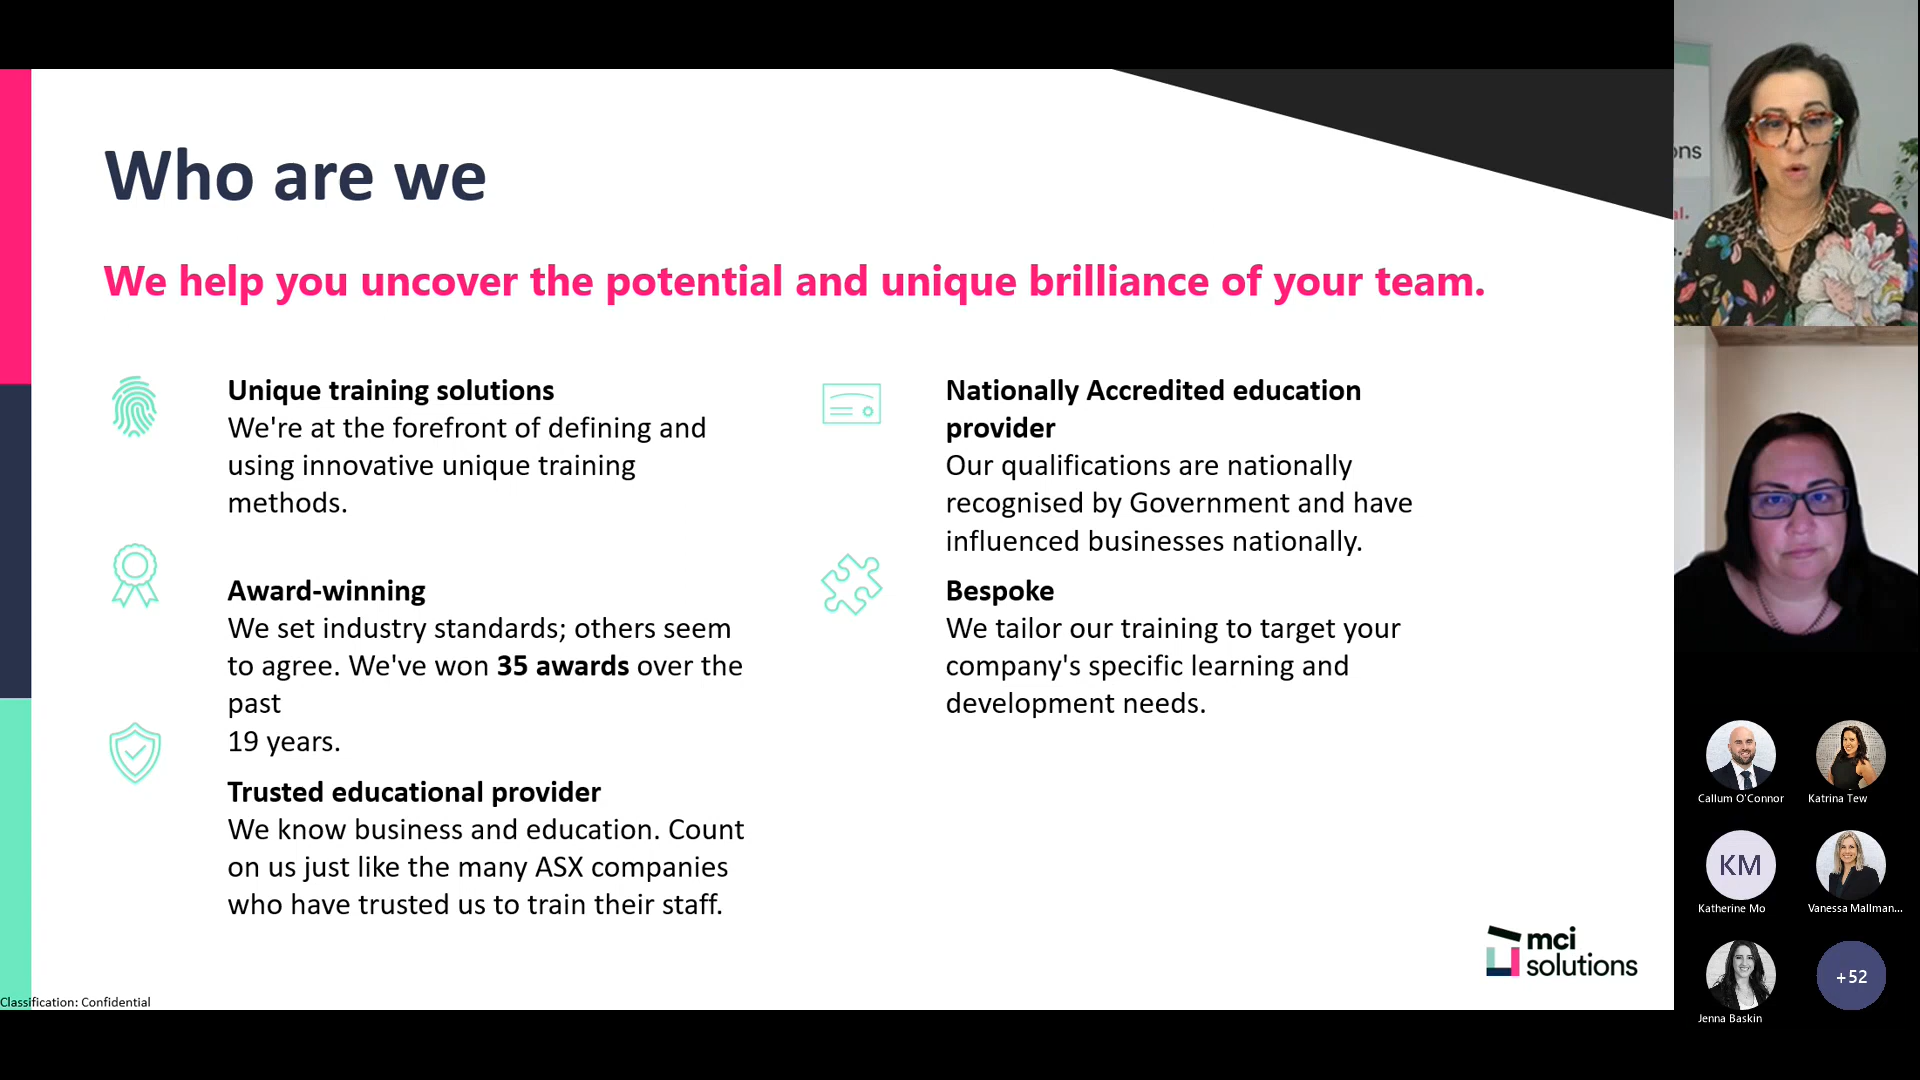 Who are we
We help you uncover the potential and unique brilliance of your team.
Unique training solutions
We're at the forefront of defining and
using innovative unique training
methods.
Award-winning
We set industry standards; others seem
to agree. We've won 35 awards over the
past
19 years.
Trusted educational provider
We know business and education. Count
on us just like the many ASX companies
who have trusted us to train their staff.
Nationally Accredited education
provider
Our qualifications are nationally
recognised by Government and have
influenced businesses nationally.
Bespoke
We tailor our training to target your
company's specific learning and
development needs.
mci
solutions
Classification: Confidential
ons
al.
Callum O'Connor
Katrina Tew
KM
Katherine Mo
Vanessa Mallman...
Jenna Baskin
+52